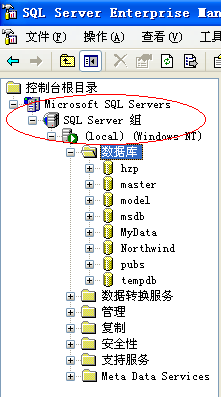 SQL Server Enterprise Man
文件(F) 操作(A) 查看(V)
控制台根目录
Microsoft SQL Servers
SQL Server 组
(local) (Windows NT)
数据库
hzp
master
model
msdb
MyData
Northwind
pubs
tempdb
数据转换服务
管理
复制
安全性
支持服务
Meta Data Services